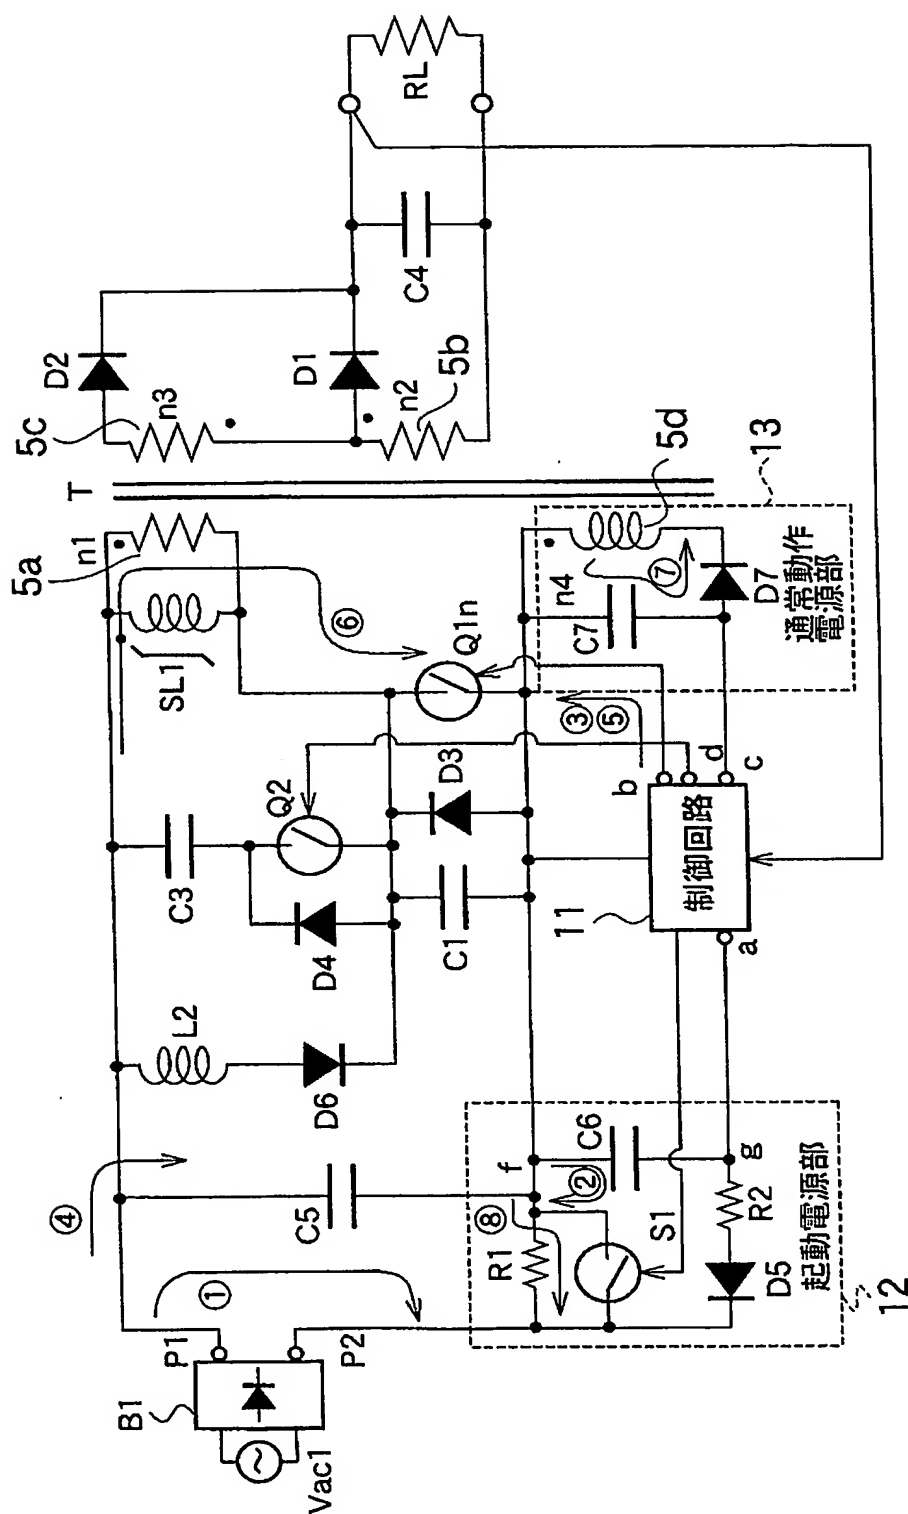 Vac1
B1
P1
P2
①
④
C5
L2
D6
C3
D4
Q2
C1
D3
SL1
5a
n1
T
⑥
Q1n
5c
n3
D2
D1
n2
5b
C4
RL
12
起動電源部
R1
⑧
f
②
C6
S1
g
R2
D5
11
制御回路
a
b
d
c
③
⑤
13
通常動作
電源部
n4
C7
5d
⑦
D7